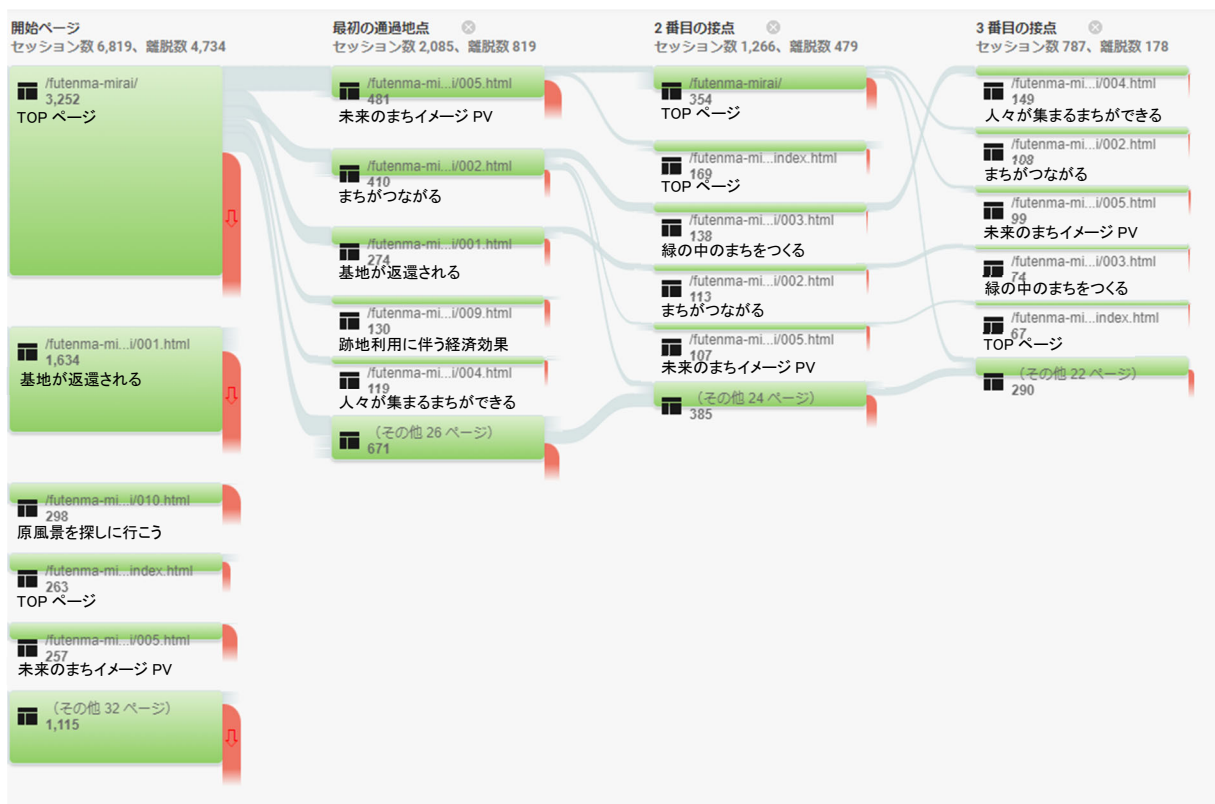 開始ページ
セッション数 6,819、離脱数 4,734
/futenma-mirai/
3,252
TOP ページ
/futenma-mi...i/001.html
1,634
基地が返還される
/futenma-mi...i/010.html
298
原風景を探しに行こう
/futenma-mi...index.html
263
TOP ページ
/futenma-mi...i/005.html
257
未来のまちイメージ PV
（その他 32 ページ）
1,115
最初の通過地点
セッション数 2,085、離脱数 819
/futenma-mi...i/005.html
481
未来のまちイメージ PV
/futenma-mi...i/002.html
410
まちがつながる
/futenma-mi...i/001.html
274
基地が返還される
/futenma-mi...i/009.html
130
跡地利用に伴う経済効果
/futenma-mi...i/004.html
119
人々が集まるまちができる
（その他 26 ページ）
671
2 番目の接点
セッション数 1,266、離脱数 479
/futenma-mirai/
354
TOP ページ
/futenma-mi...index.html
169
TOP ページ
/futenma-mi...i/003.html
138
緑の中のまちをつくる
/futenma-mi...i/002.html
113
まちがつながる
/futenma-mi...i/005.html
107
未来のまちイメージ PV
（その他 24 ページ）
385
3 番目の接点
セッション数 787、離脱数 178
/futenma-mi...i/004.html
149
人々が集まるまちができる
/futenma-mi...i/002.html
108
まちがつながる
/futenma-mi...i/005.html
99
未来のまちイメージ PV
/futenma-mi...i/003.html
74
緑の中のまちをつくる
/futenma-mi...index.html
67
TOP ページ
（その他 22 ページ）
290